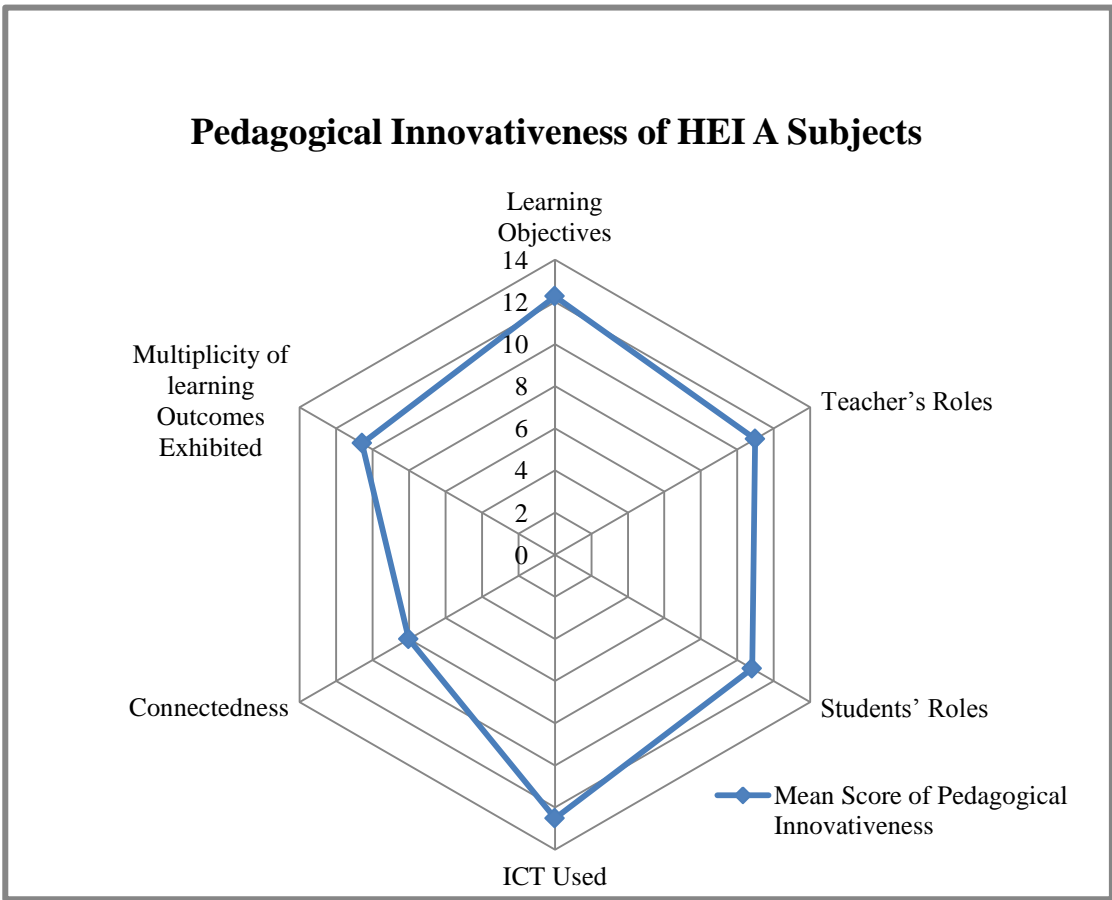 Pedagogical Innovativeness of HEI A Subjects
Learning
Objectives
14
12
10
8
6
4
2
0
Multiplicity of
learning
Outcomes
Exhibited
Teacher’s Roles
Connectedness
Students’ Roles
Mean Score of Pedagogical
Innovativeness
ICT Used